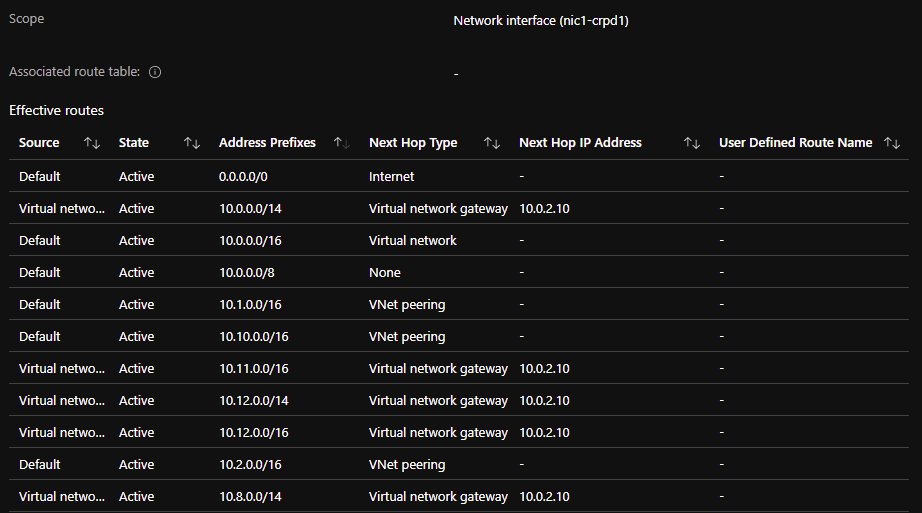 Scope Network interface (nic1-crpd1)
Associated route table: -
Effective routes
Source State Address Prefixes Next Hop Type Next Hop IP Address User Defined Route Name
Default Active 0.0.0.0/0 Internet - -
Virtual netwo... Active 10.0.0.0/14 Virtual network gateway 10.0.2.10 -
Default Active 10.0.0.0/16 Virtual network - -
Default Active 10.0.0.0/8 None - -
Default Active 10.1.0.0/16 VNet peering - -
Default Active 10.10.0.0/16 VNet peering - -
Virtual netwo... Active 10.11.0.0/16 Virtual network gateway 10.0.2.10 -
Virtual netwo... Active 10.12.0.0/14 Virtual network gateway 10.0.2.10 -
Virtual netwo... Active 10.12.0.0/16 Virtual network gateway 10.0.2.10 -
Default Active 10.2.0.0/16 VNet peering - -
Virtual netwo... Active 10.8.0.0/14 Virtual network gateway 10.0.2.10 -